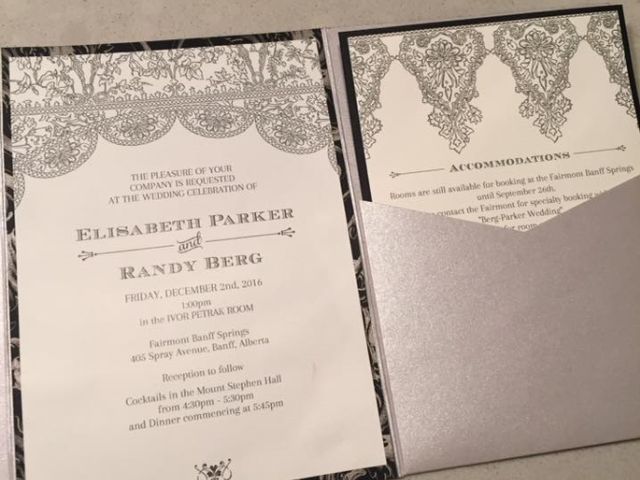 THE PLEASURE OF YOUR
COMPANY IS REQUESTED
AT THE WEDDING CELEBRATION OF
ELISABETH PARKER
and
RANDY BERG
FRIDAY, DECEMBER 2nd, 2016
1:00pm
in the IVOR PETRAK ROOM
Fairmont Banff Springs
405 Spray Avenue, Banff, Alberta
Reception to follow
Cocktails in the Mount Stephen Hall
from 4:30pm - 5:30pm
and Dinner commencing at 5:45pm
ACCOMMODATIONS
Rooms are still available for booking at the Fairmont Banff Springs
until September 26th.
contact the Fairmont for specialty booking
"Berg-Parker Wedding"
for room